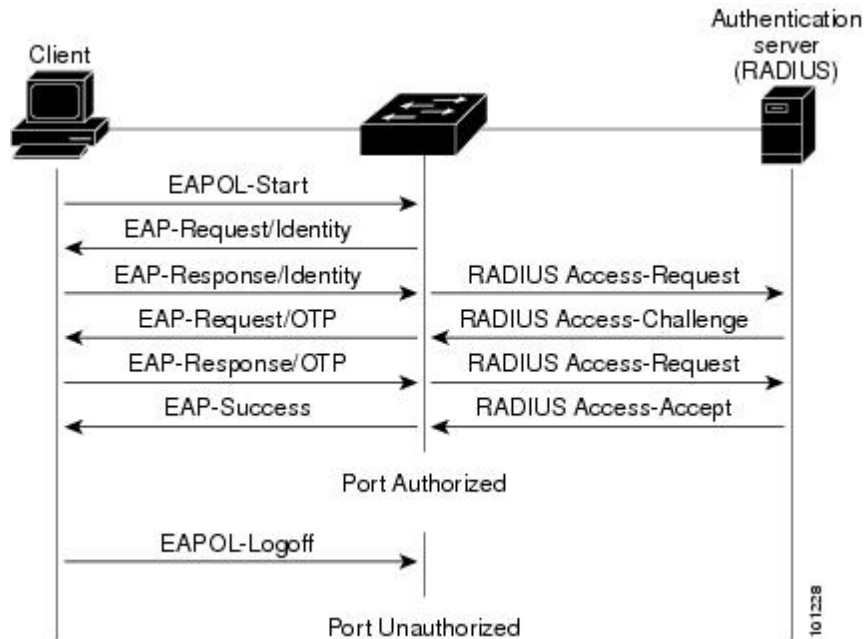 Authentication
server
(RADIUS)
Client
EAPOL-Start
EAP-Request/Identity
EAP-Response/Identity
RADIUS Access-Request
EAP-Request/OTP
RADIUS Access-Challenge
EAP-Response/OTP
RADIUS Access-Request
EAP-Success
RADIUS Access-Accept
Port Authorized
EAPOL-Logoff
Port Unauthorized
101228